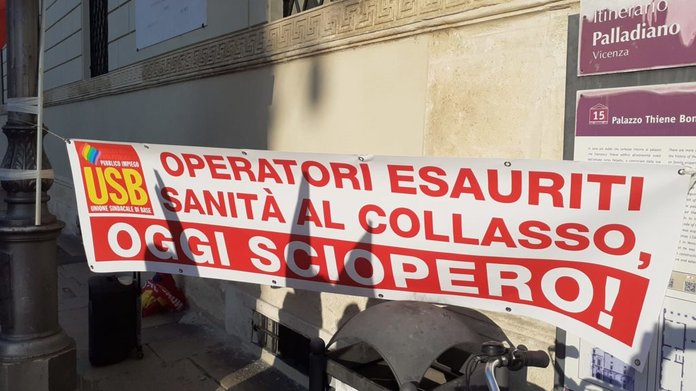 Itinerario
Palladiano
Vicenza
15
Palazzo Thiene Bon
PUBBLICO IMPIEGO
USB
UNIONE SINDACALE DI BASE
OPERATORI ESAURITI
SANITÀ AL COLLASSO,
OGGI SCIOPERO!